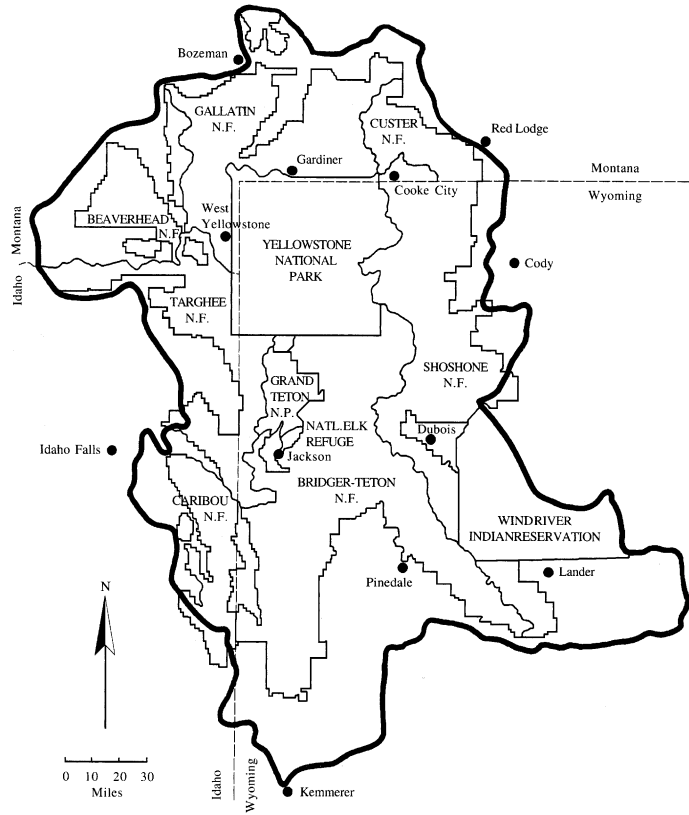 Bozeman
GALLATIN
N.F.
CUSTER
N.F.
Red Lodge
Gardiner
Montana
Cooke City
Wyoming
West
Yellowstone
BEAVERHEAD
N.F.
Montana
Idaho
YELLOWSTONE
NATIONAL
PARK
Cody
TARGHEE
N.F.
SHOSHONE
N.F.
GRAND
TETON
N.P.
NATL.ELK
REFUGE
Dubois
Idaho Falls
Jackson
BRIDGER-TETON
N.F.
CARIBOU
N.F.
WINDRIVER
INDIANRESERVATION
Pinedale
Lander
N
0 10 20 30
Miles
Idaho
Wyoming
Kemmerer